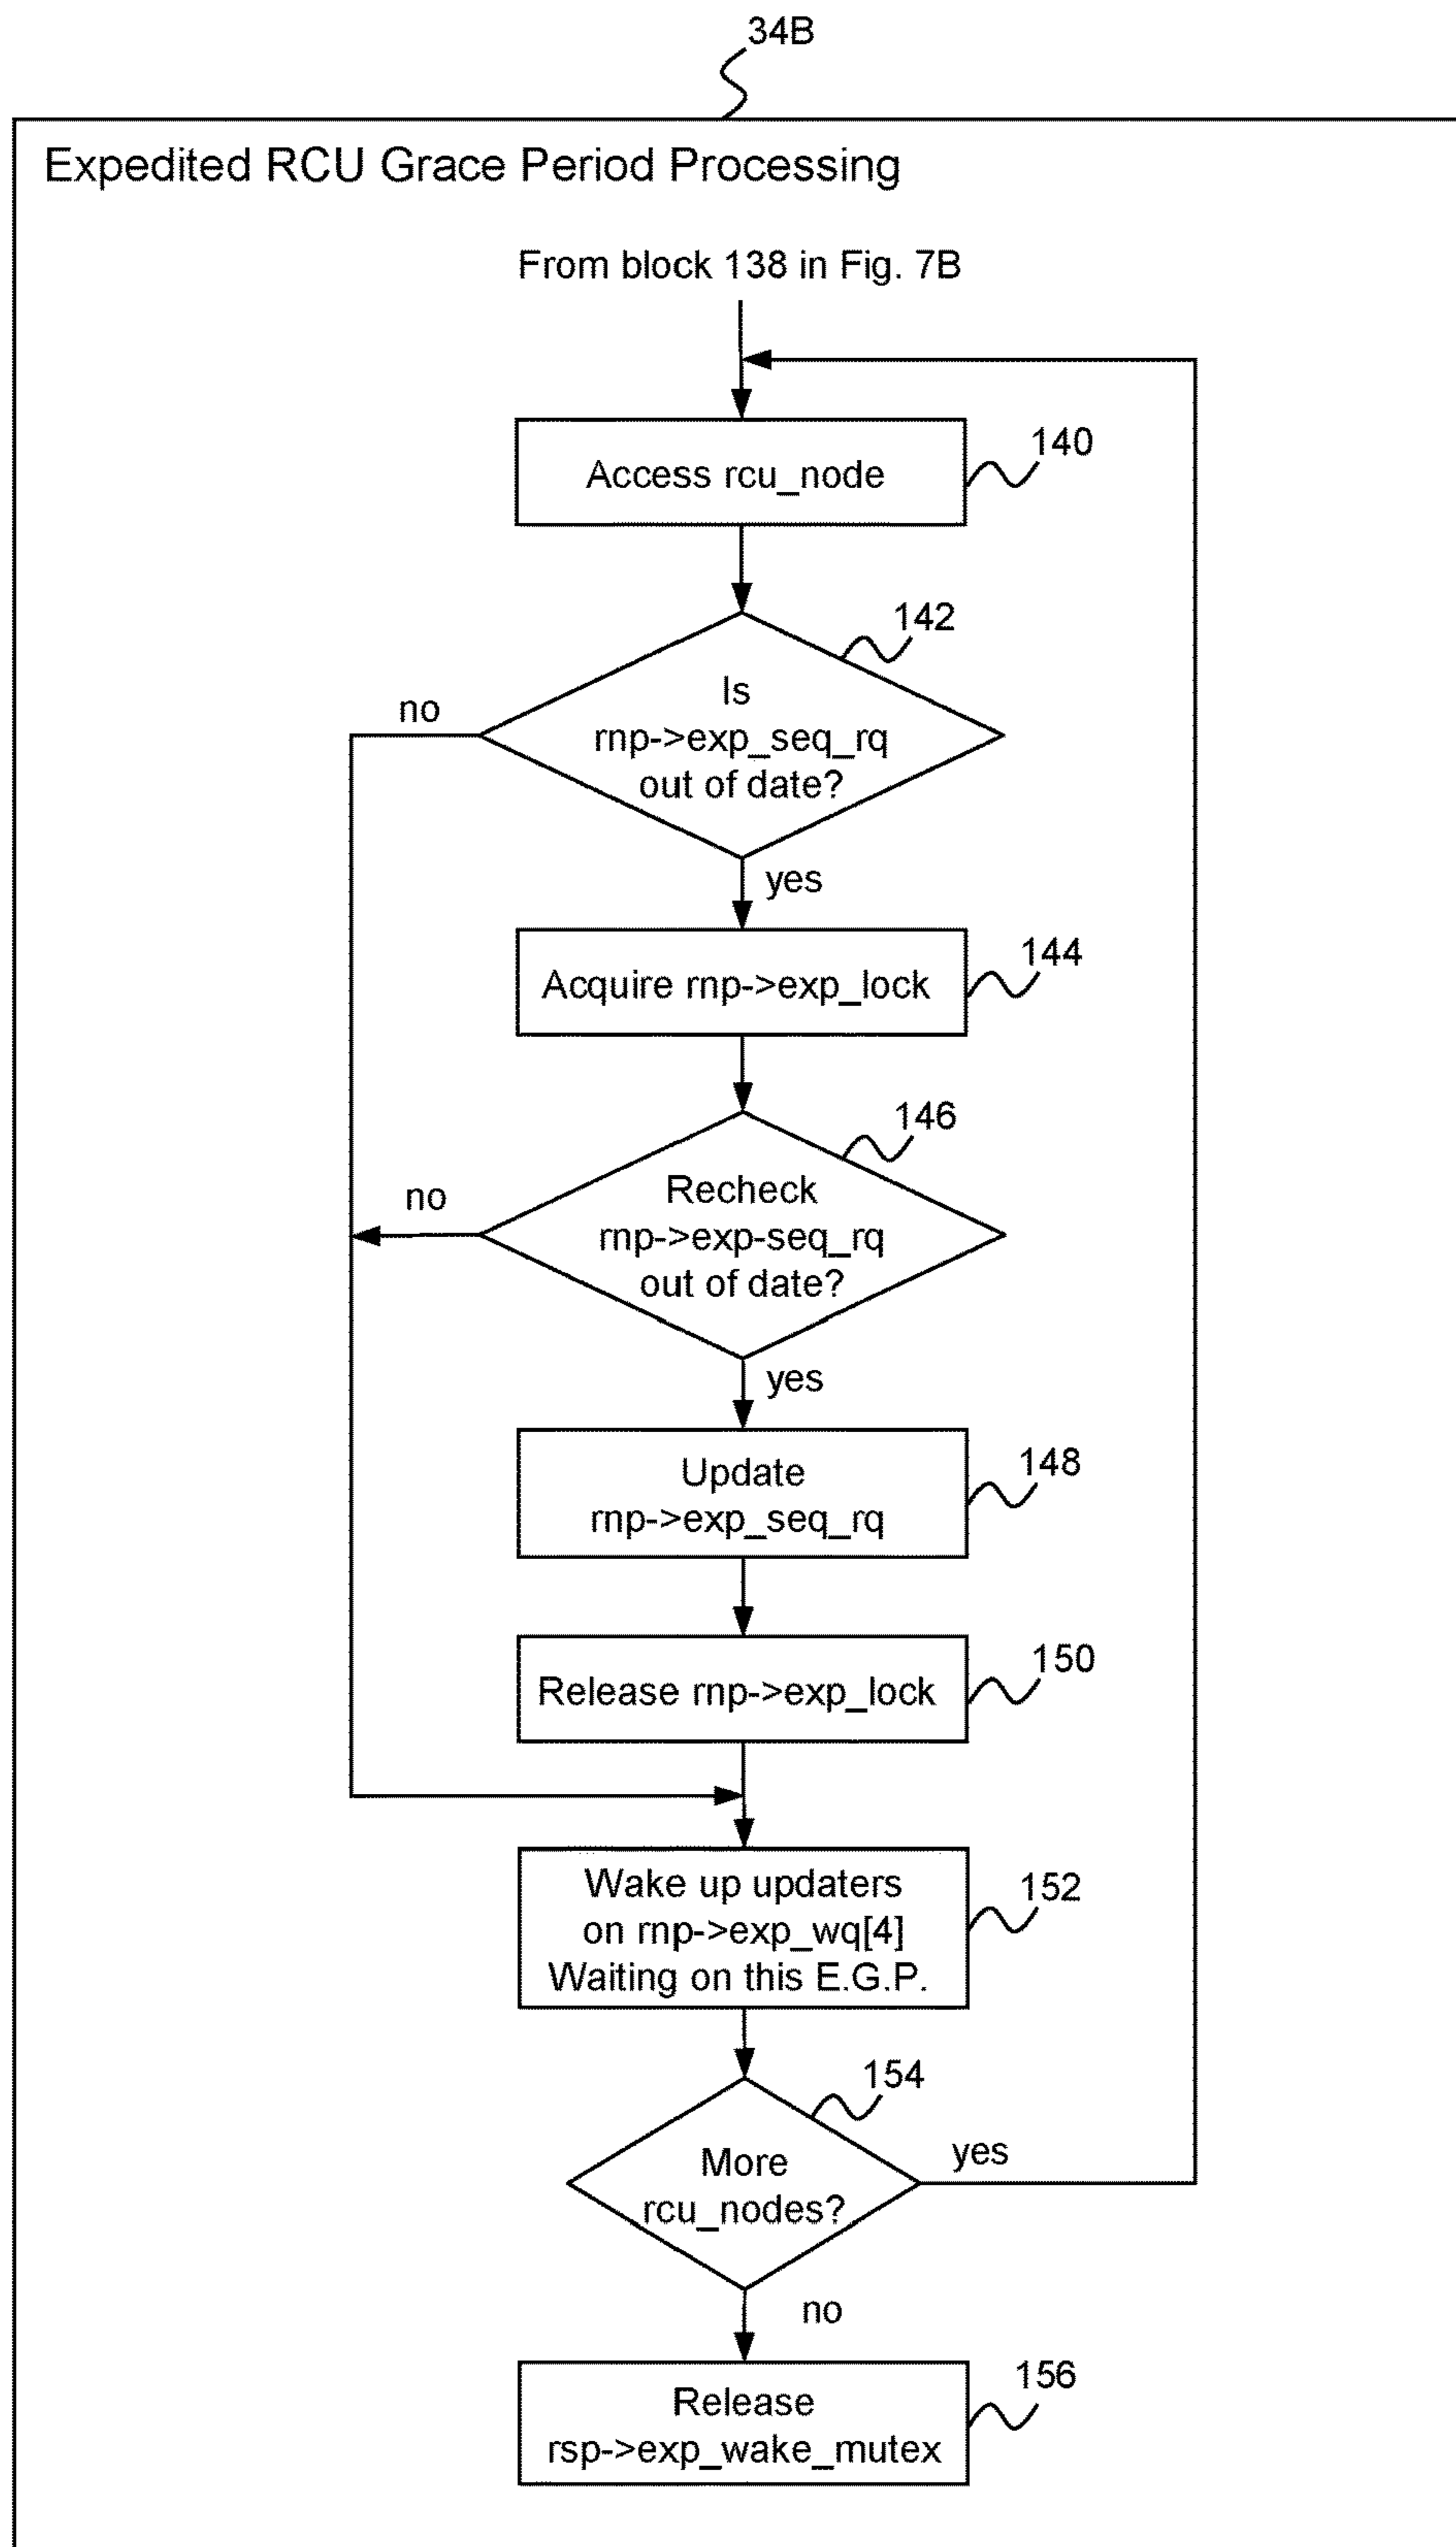 34B
Expedited RCU Grace Period Processing
From block 138 in Fig. 7B
Access rcu_node
140
142
Is
rnp->exp_seq_rq
out of date?
no
yes
Acquire rnp->exp_lock
144
146
Recheck
rnp->exp-seq_rq
out of date?
no
yes
Update
rnp->exp_seq_rq
148
Release rnp->exp_lock
150
Wake up updaters
on rnp->exp_wq[4]
Waiting on this E.G.P.
152
154
More
rcu_nodes?
yes
no
Release
rsp->exp_wake_mutex
156